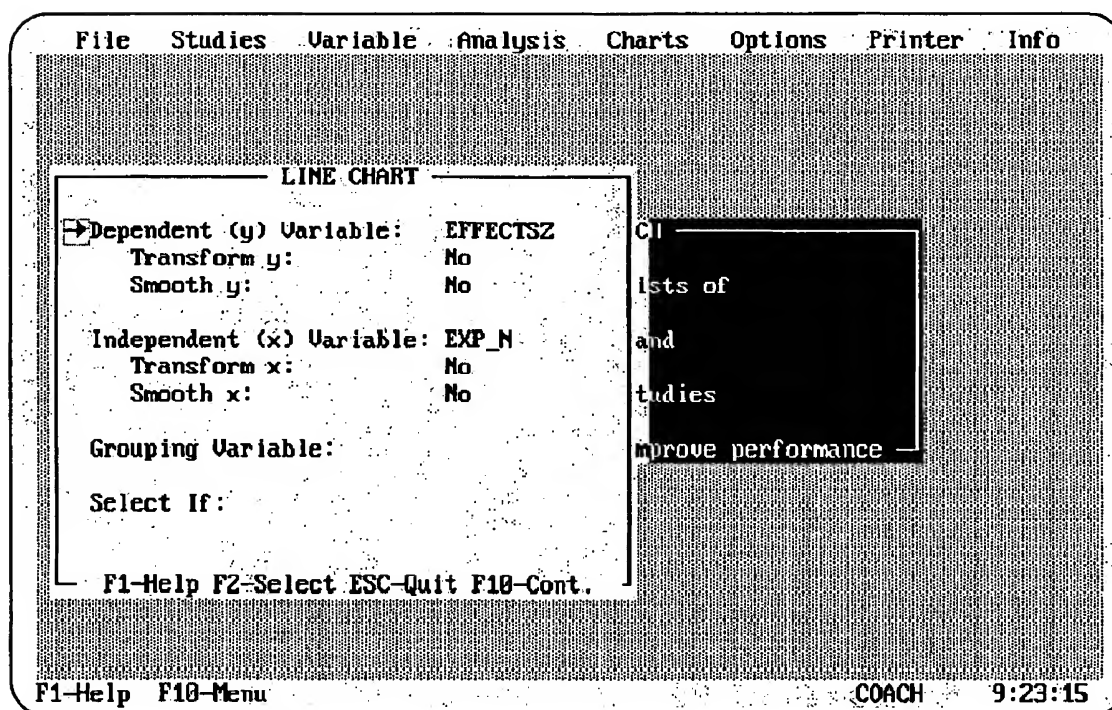 File Studies Variable Analysis Charts Options Printer Info
LINE CHART
Dependent (y) Variable: EFFECTSZ
Transform y: No
Smooth y: No
Independent (x) Variable: EXP_N
Transform x: No
Smooth x: No
Grouping Variable:
Select If:
F1-Help F2-Select ESC-Quit F10-Cont.
ists of
and
tudies
mprove performance
F1-Help F10-Menu COACH 9:23:15